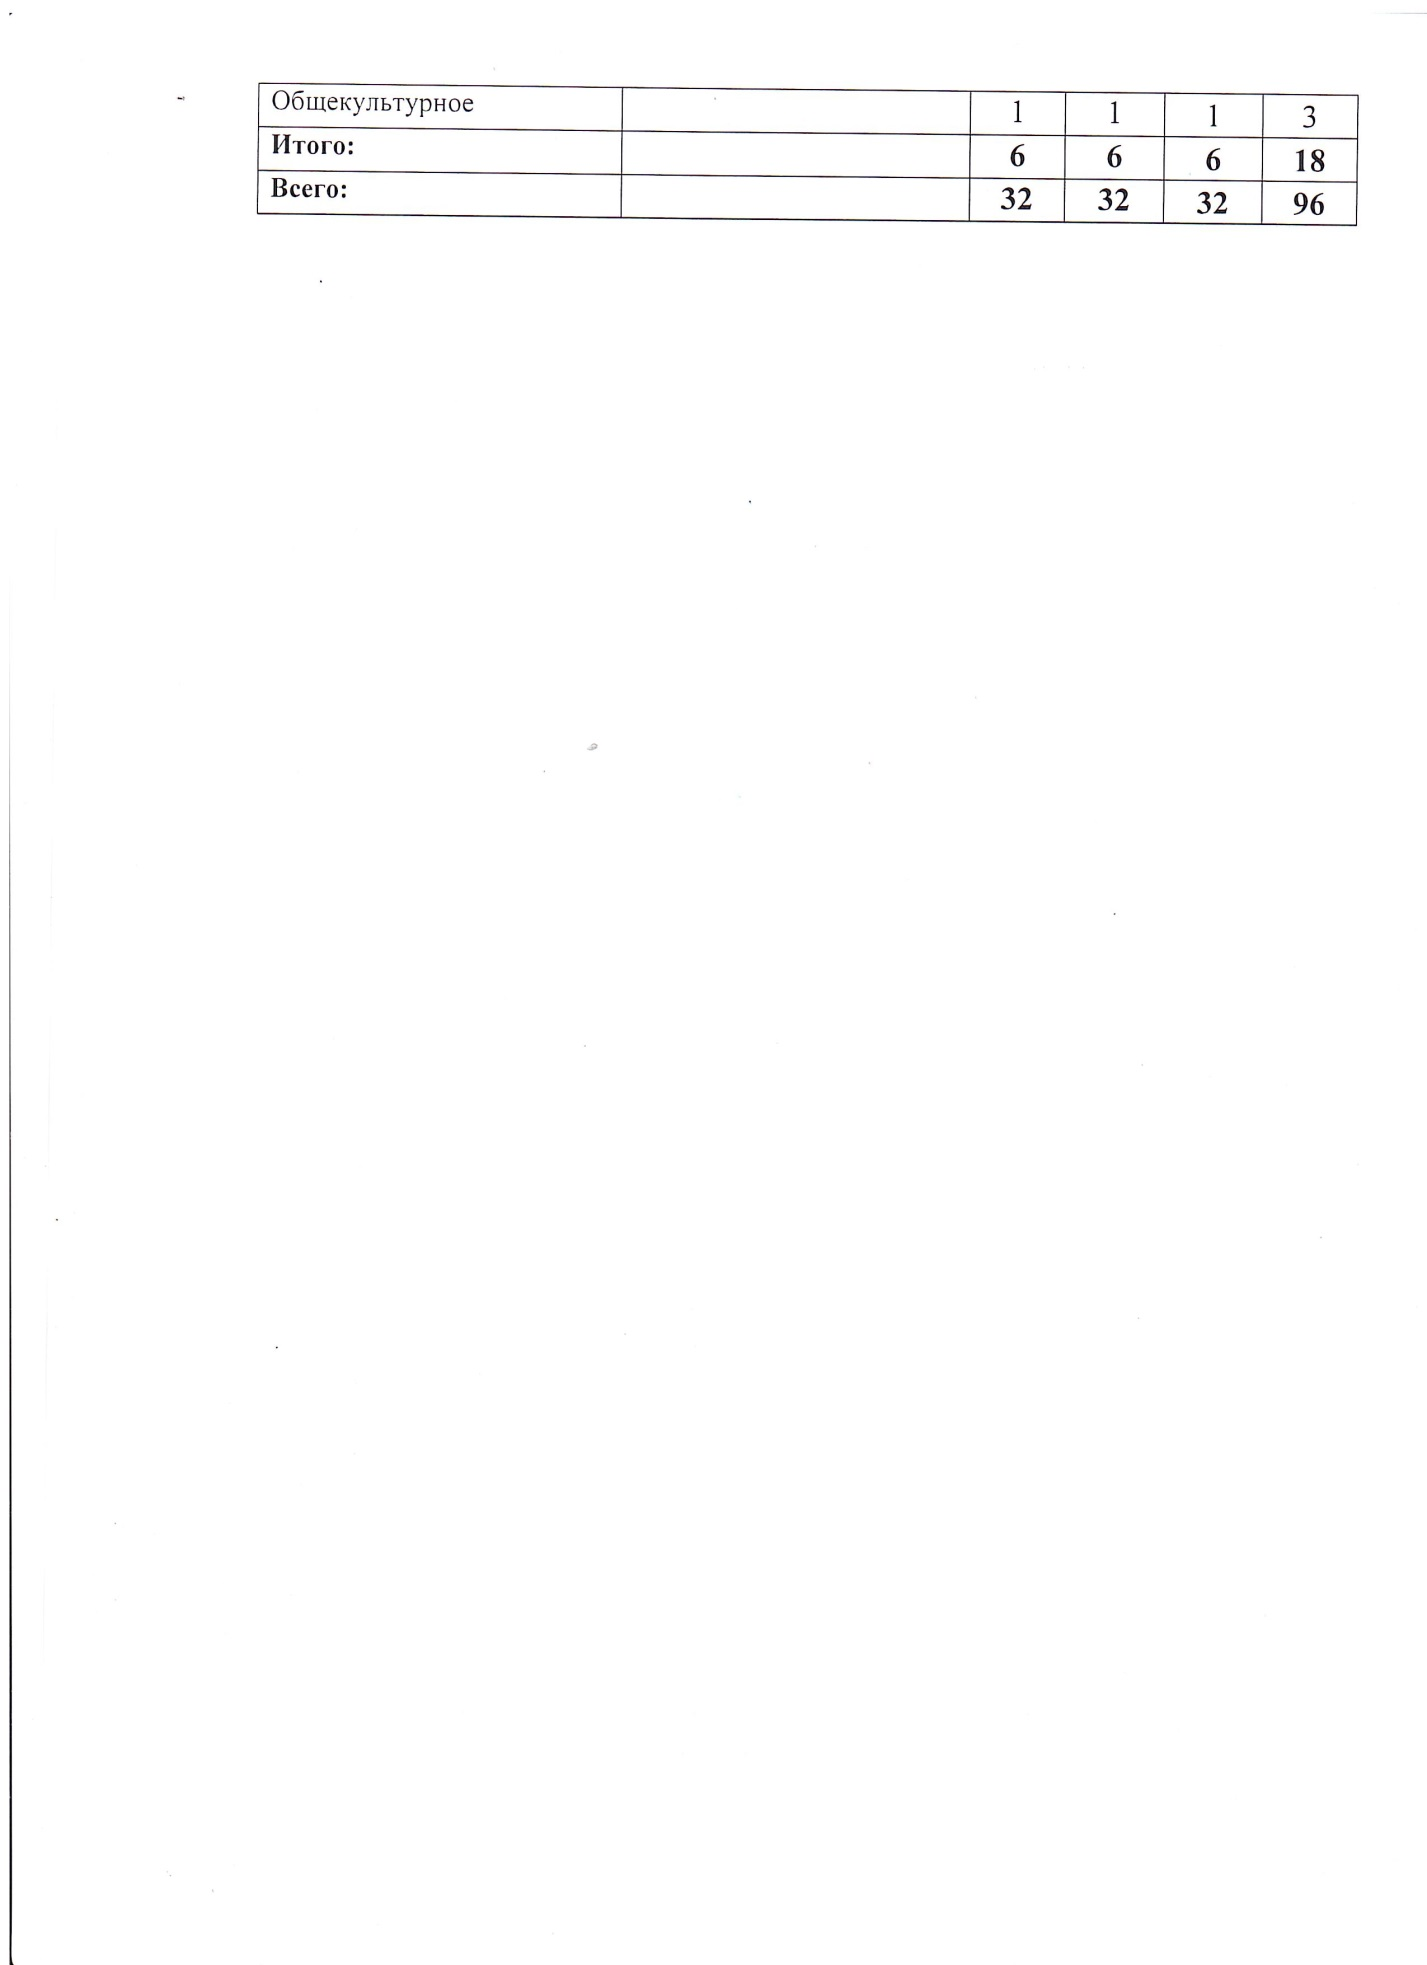 Общекультурное 1 1 1 3
Итого: 6 6 6 18
Всего: 32 32 32 96